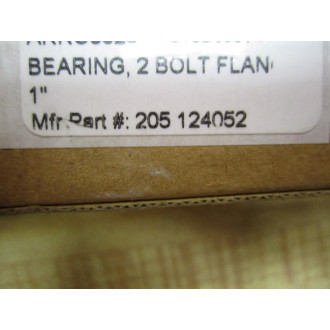 BEARING, 2 BOLT FLAN
1"
Mfr Part #: 205 124052